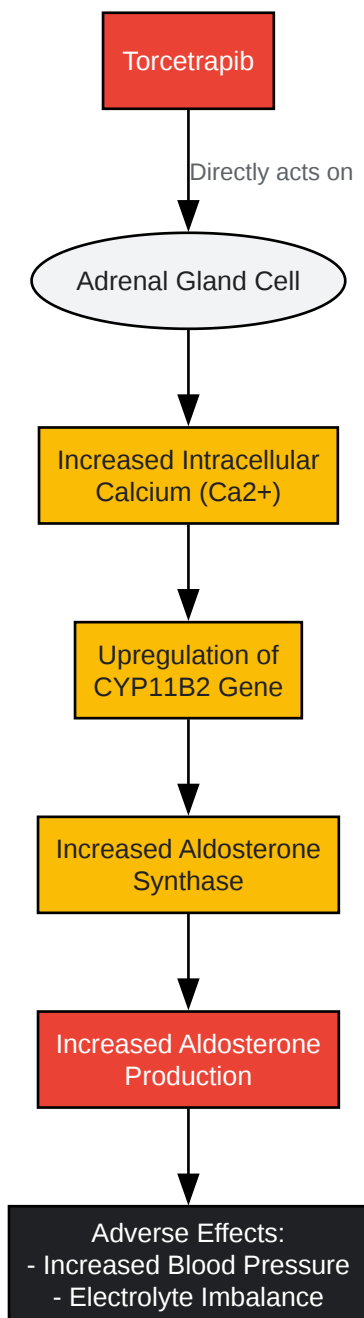 Torcetrapib
Directly acts on
Adrenal Gland Cell
Increased Intracellular
Calcium (Ca2+)
Upregulation of
CYP11B2 Gene
Increased Aldosterone
Synthase
Increased Aldosterone
Production
Adverse Effects:
- Increased Blood Pressure
- Electrolyte Imbalance